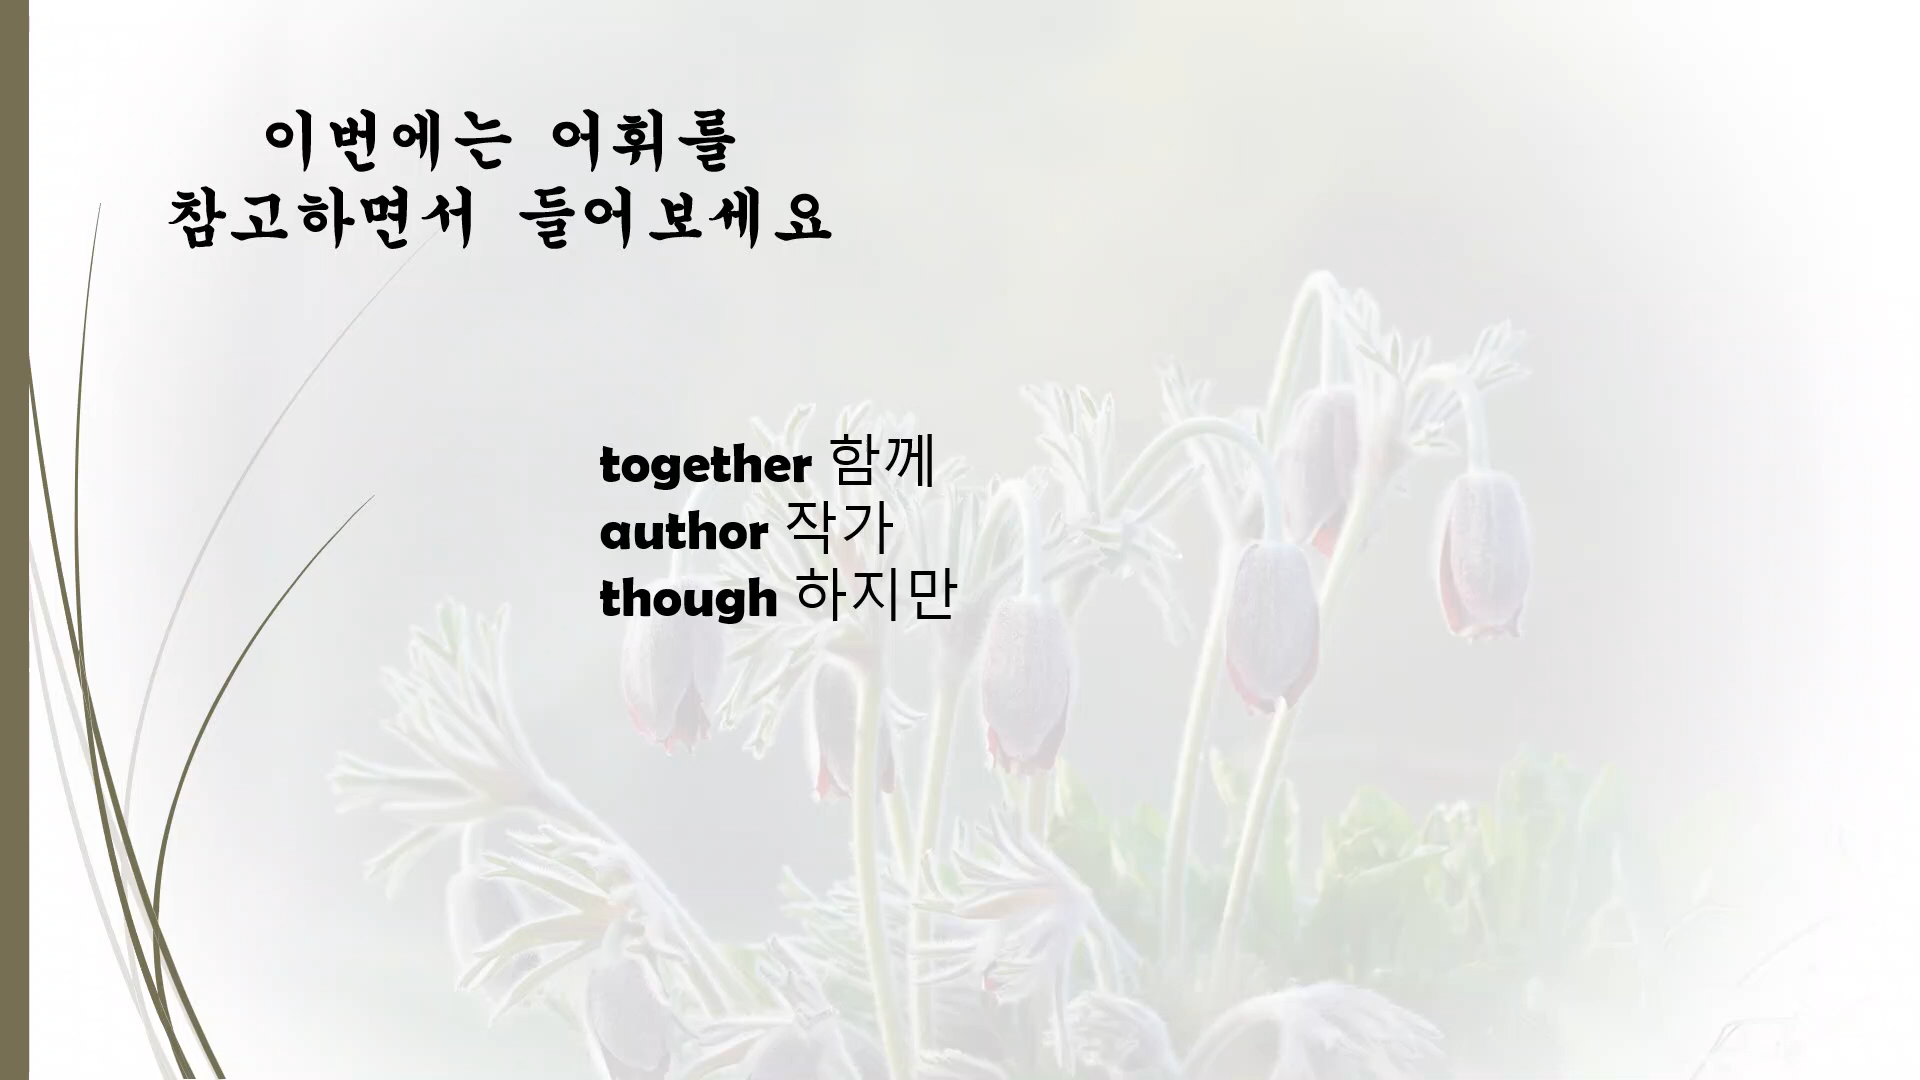 이번에는 어휘를
참고하면서 들어보세요
together 함께
author 작가
though 하지만